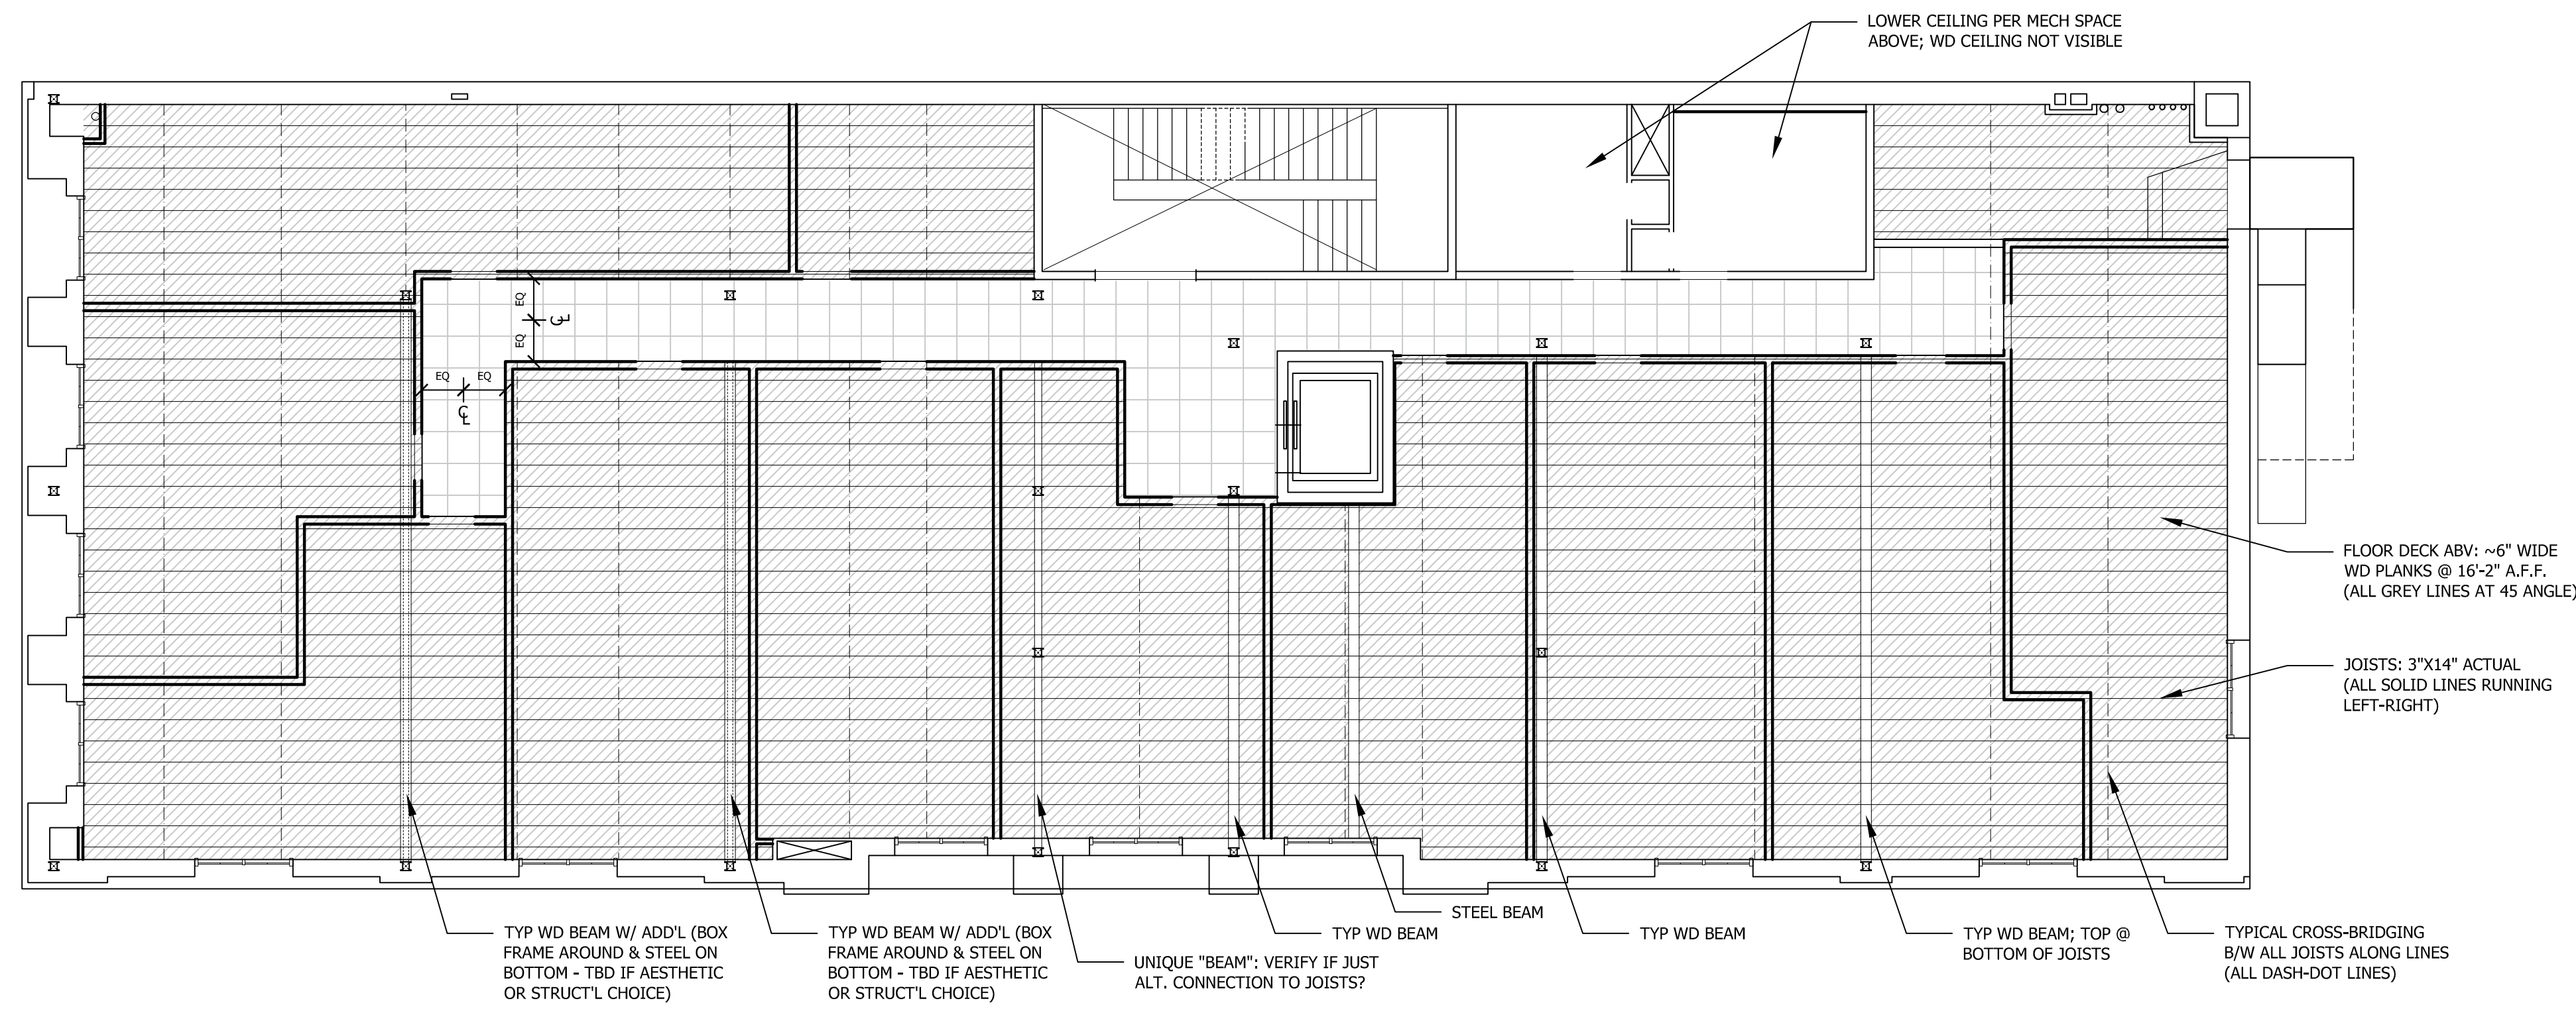 LOWER CEILING PER MECH SPACE
ABOVE; WD CEILING NOT VISIBLE
EQ
EQ
CL
EQ
EQ
CL
FLOOR DECK ABV: ~6" WIDE
WD PLANKS @ 16'-2" A.F.F.
(ALL GREY LINES AT 45 ANGLE)
JOISTS: 3"X14" ACTUAL
(ALL SOLID LINES RUNNING
LEFT-RIGHT)
TYP WD BEAM W/ ADD'L (BOX
FRAME AROUND & STEEL ON
BOTTOM - TBD IF AESTHETIC
OR STRUCT'L CHOICE)
TYP WD BEAM W/ ADD'L (BOX
FRAME AROUND & STEEL ON
BOTTOM - TBD IF AESTHETIC
OR STRUCT'L CHOICE)
UNIQUE "BEAM": VERIFY IF JUST
ALT. CONNECTION TO JOISTS?
TYP WD BEAM
STEEL BEAM
TYP WD BEAM
TYP WD BEAM; TOP @
BOTTOM OF JOISTS
TYPICAL CROSS-BRIDGING
B/W ALL JOISTS ALONG LINES
(ALL DASH-DOT LINES)